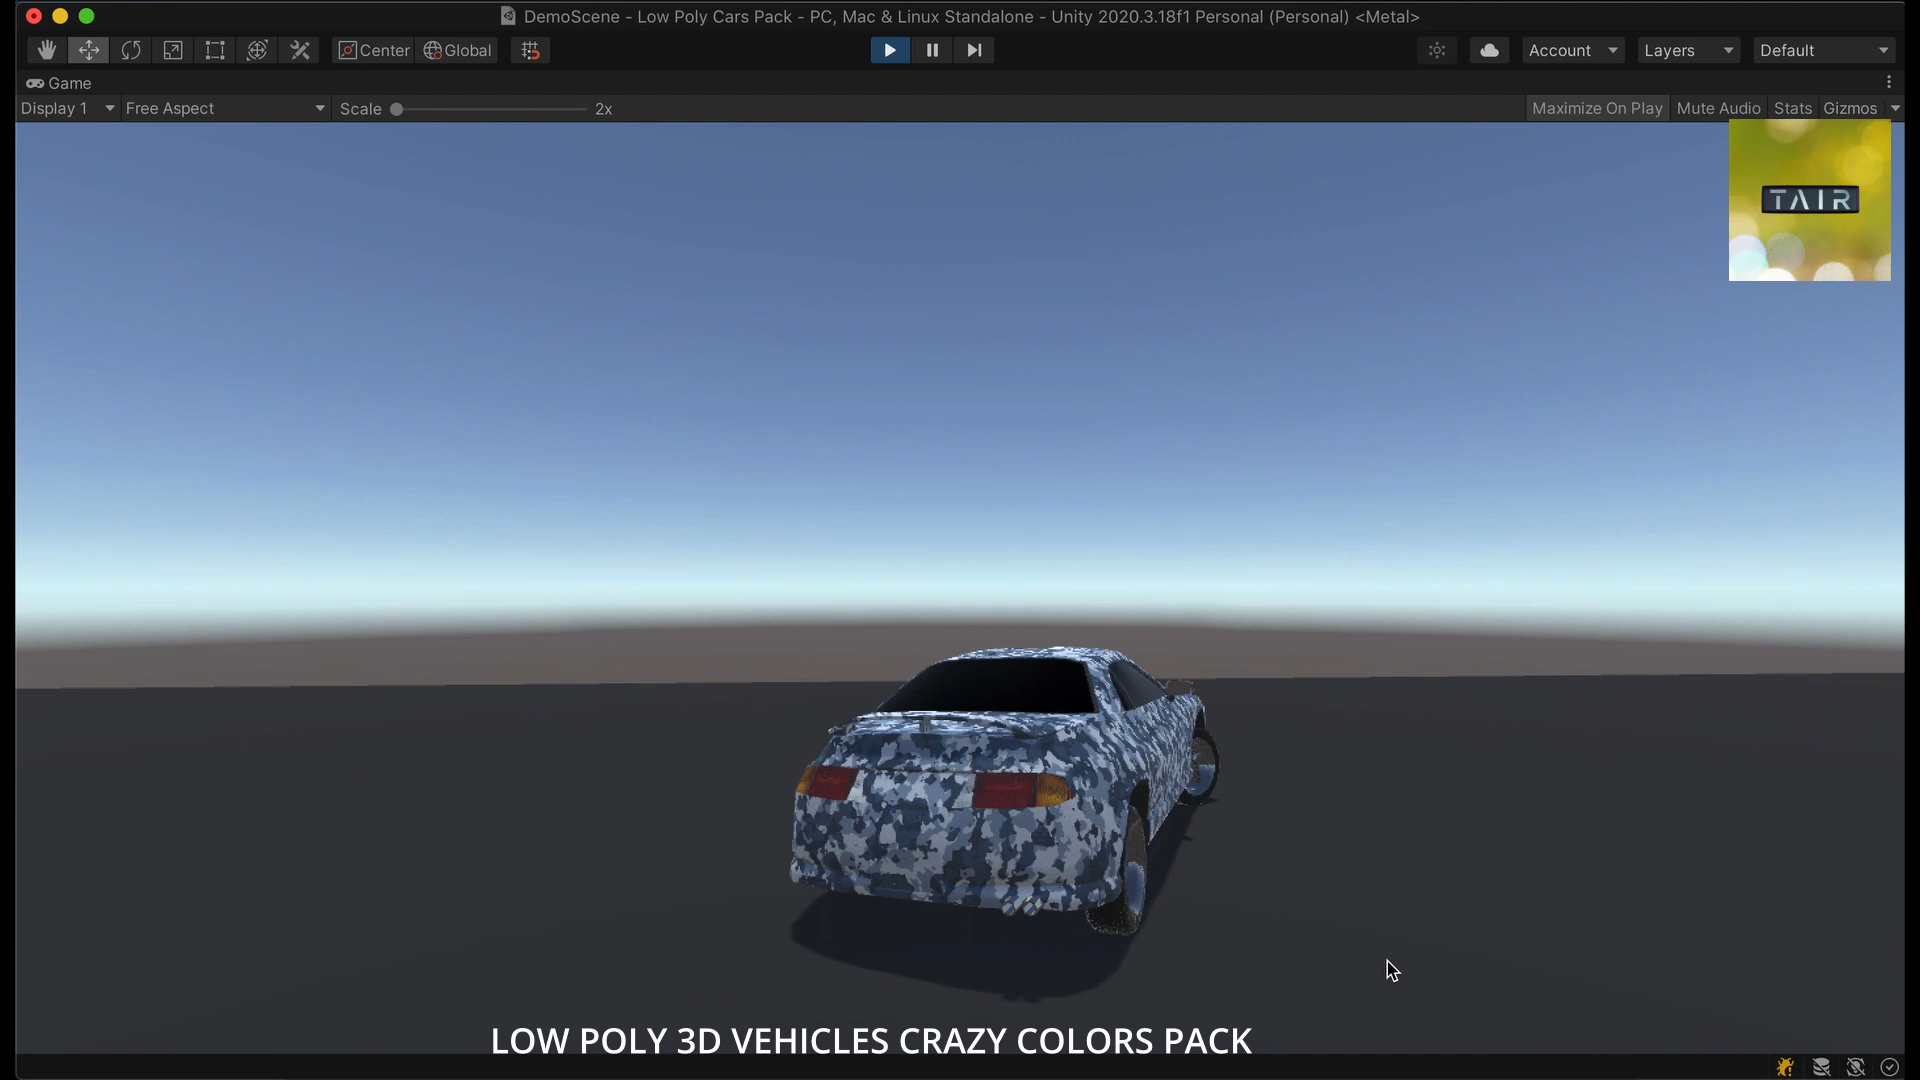 DemoScene - Low Poly Cars Pack - PC, Mac & Linux Standalone - Unity 2020.3.18f1 Personal (Personal) <Metal>
Center Global Account Layers Default
Game
Display 1 Free Aspect Scale 2x Maximize On Play Mute Audio Stats Gizmos
TAIR
LOW POLY 3D VEHICLES CRAZY COLORS PACK